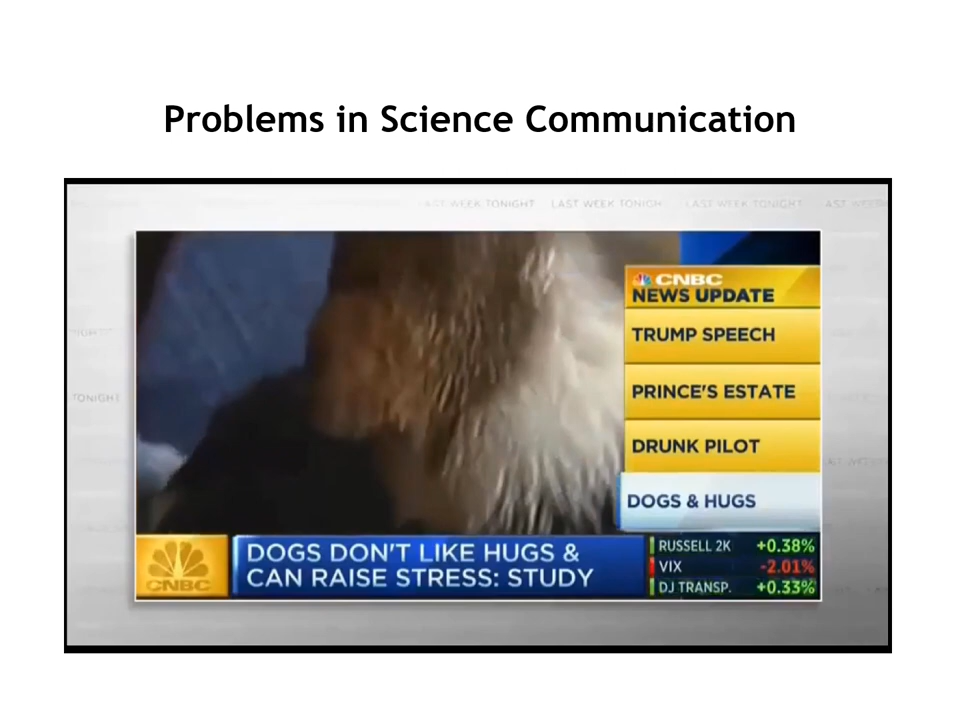 Problems in Science Communication
LAST WEEK TONIGHT LAST WEEK TONIGHT LAST WEEK TONIGHT
TONIGHT
CNBC
NEWS UPDATE
TRUMP SPEECH
PRINCE'S ESTATE
DRUNK PILOT
DOGS & HUGS
CNBC
DOGS DON'T LIKE HUGS &
CAN RAISE STRESS: STUDY
RUSSELL 2K +0.38%
VIX -2.01%
DJ TRANSP. +0.33%